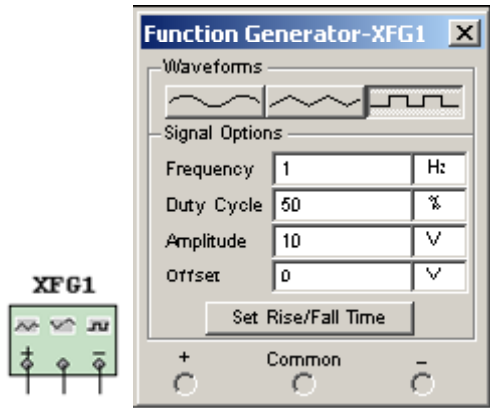 Function Generator-XFG1
Waveforms
Signal Options
Frequency 1 Hz
Duty Cycle 50 %
Amplitude 10 V
Offset 0 V
Set Rise/Fall Time
+ Common –
XFG1
+ –